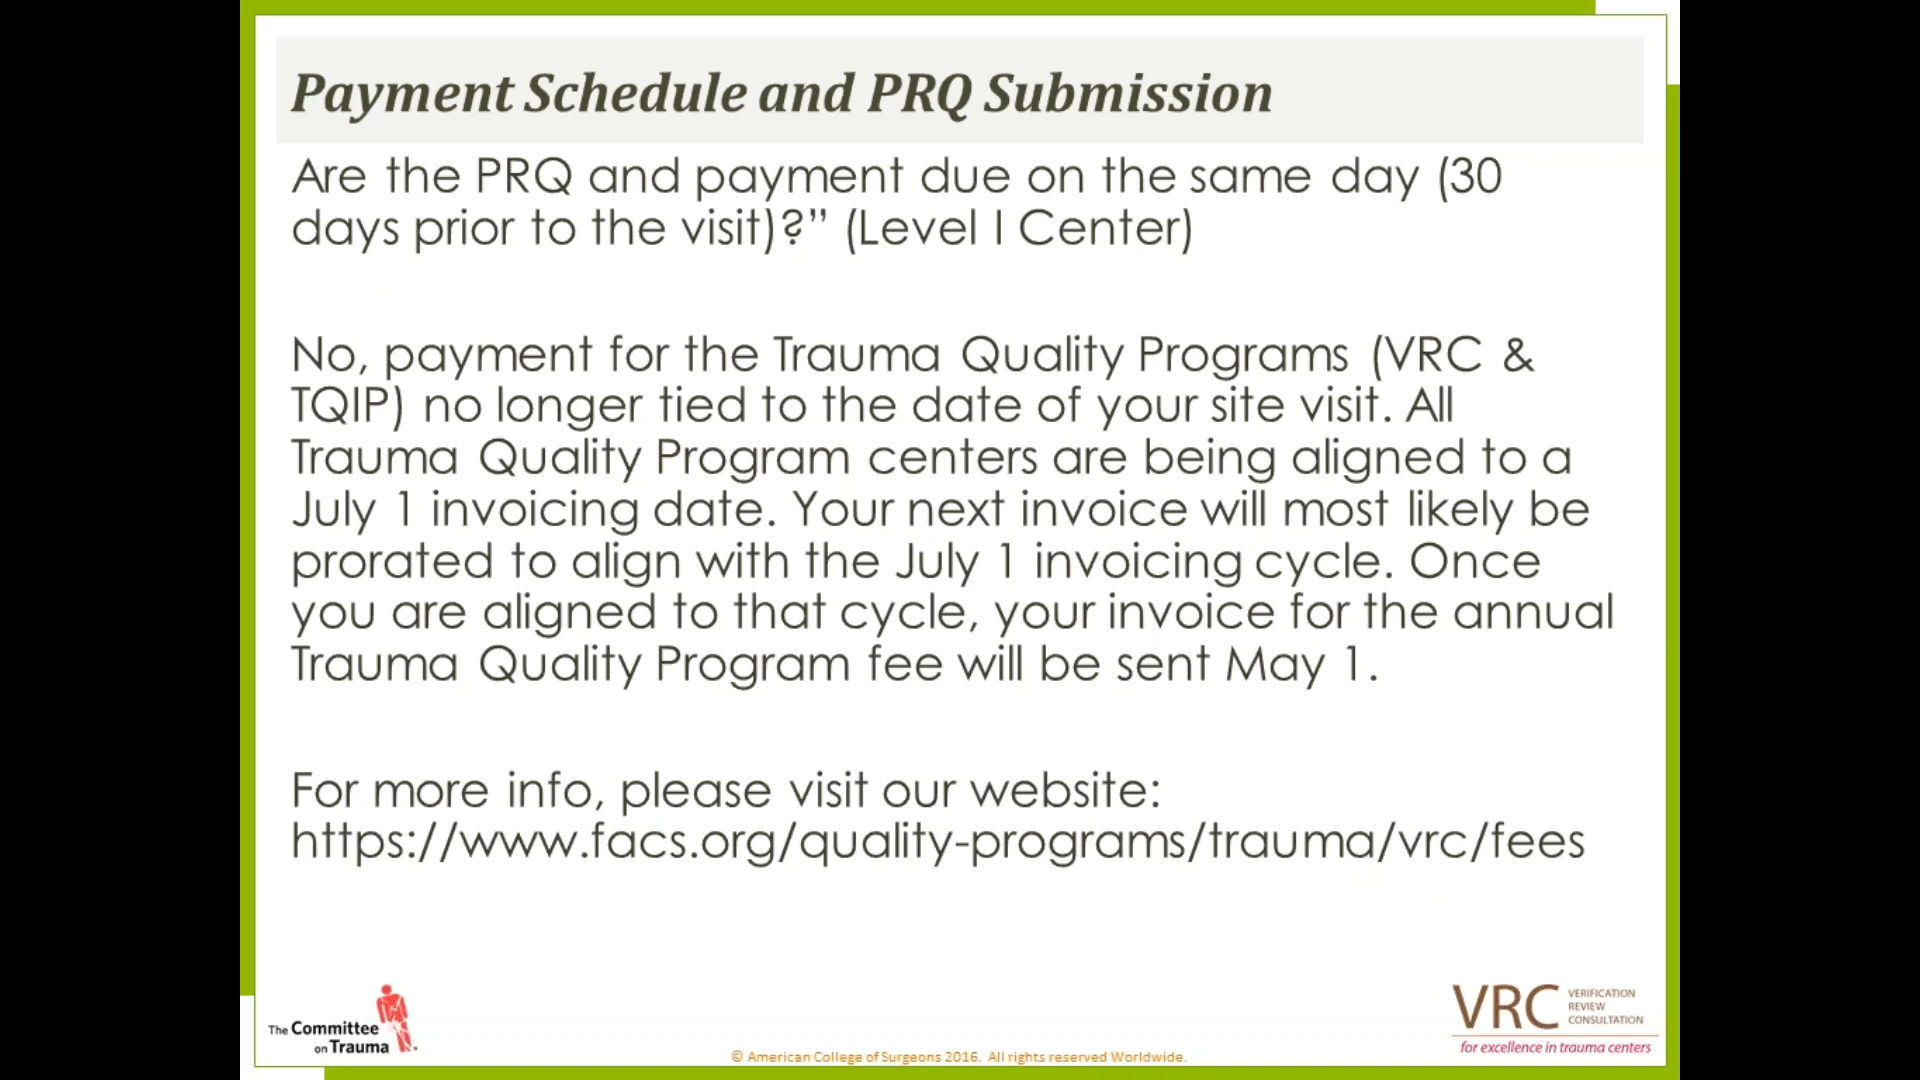 Payment Schedule and PRQ Submission
Are the PRQ and payment due on the same day (30
days prior to the visit)?” (Level I Center)
No, payment for the Trauma Quality Programs (VRC &
TQIP) no longer tied to the date of your site visit. All
Trauma Quality Program centers are being aligned to a
July 1 invoicing date. Your next invoice will most likely be
prorated to align with the July 1 invoicing cycle. Once
you are aligned to that cycle, your invoice for the annual
Trauma Quality Program fee will be sent May 1.
For more info, please visit our website:
https://www.facs.org/quality-programs/trauma/vrc/fees
The Committee
on Trauma
© American College of Surgeons 2016. All rights reserved Worldwide.
VRC
VERIFICATION
REVIEW
CONSULTATION
for excellence in trauma centers